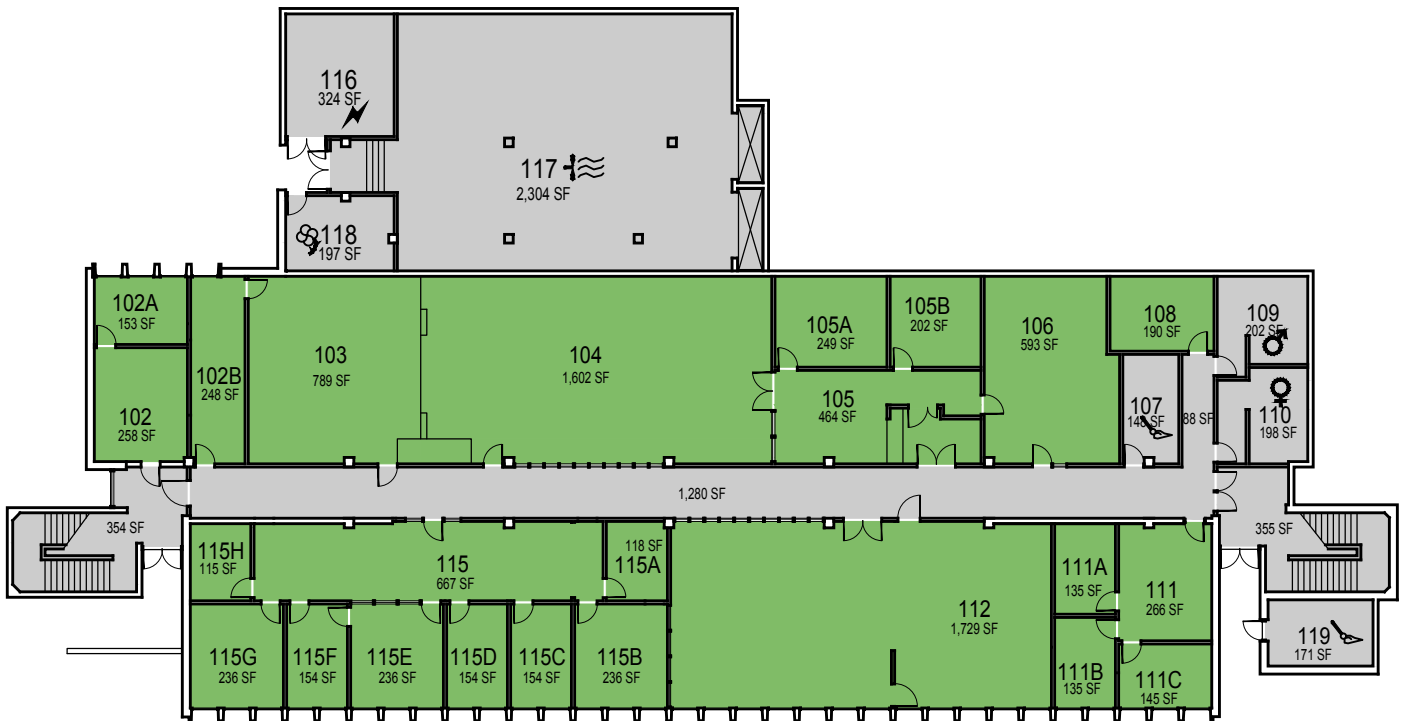 116
324 SF
117
2,304 SF
118
197 SF
102A
153 SF
102
258 SF
102B
248 SF
103
789 SF
104
1,602 SF
105A
249 SF
105B
202 SF
105
464 SF
106
593 SF
108
190 SF
107
148 SF
88 SF
109
202 SF
110
198 SF
1,280 SF
354 SF
355 SF
115H
115 SF
115
667 SF
118 SF
115A
115G
236 SF
115F
154 SF
115E
236 SF
115D
154 SF
115C
154 SF
115B
236 SF
112
1,729 SF
111A
135 SF
111
266 SF
111B
135 SF
111C
145 SF
119
171 SF